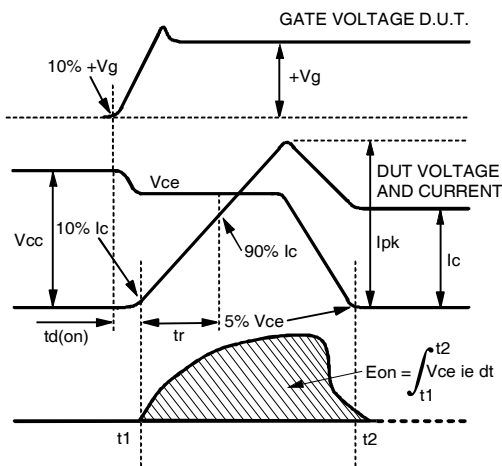 GATE VOLTAGE D.U.T.
10% +Vg
+Vg
Vce
DUT VOLTAGE
AND CURRENT
Vcc
10% Ic
90% Ic
Ipk
Ic
td(on)
tr
5% Vce
Eon = ∫ Vce ie dt
t2
t1
t1
t2